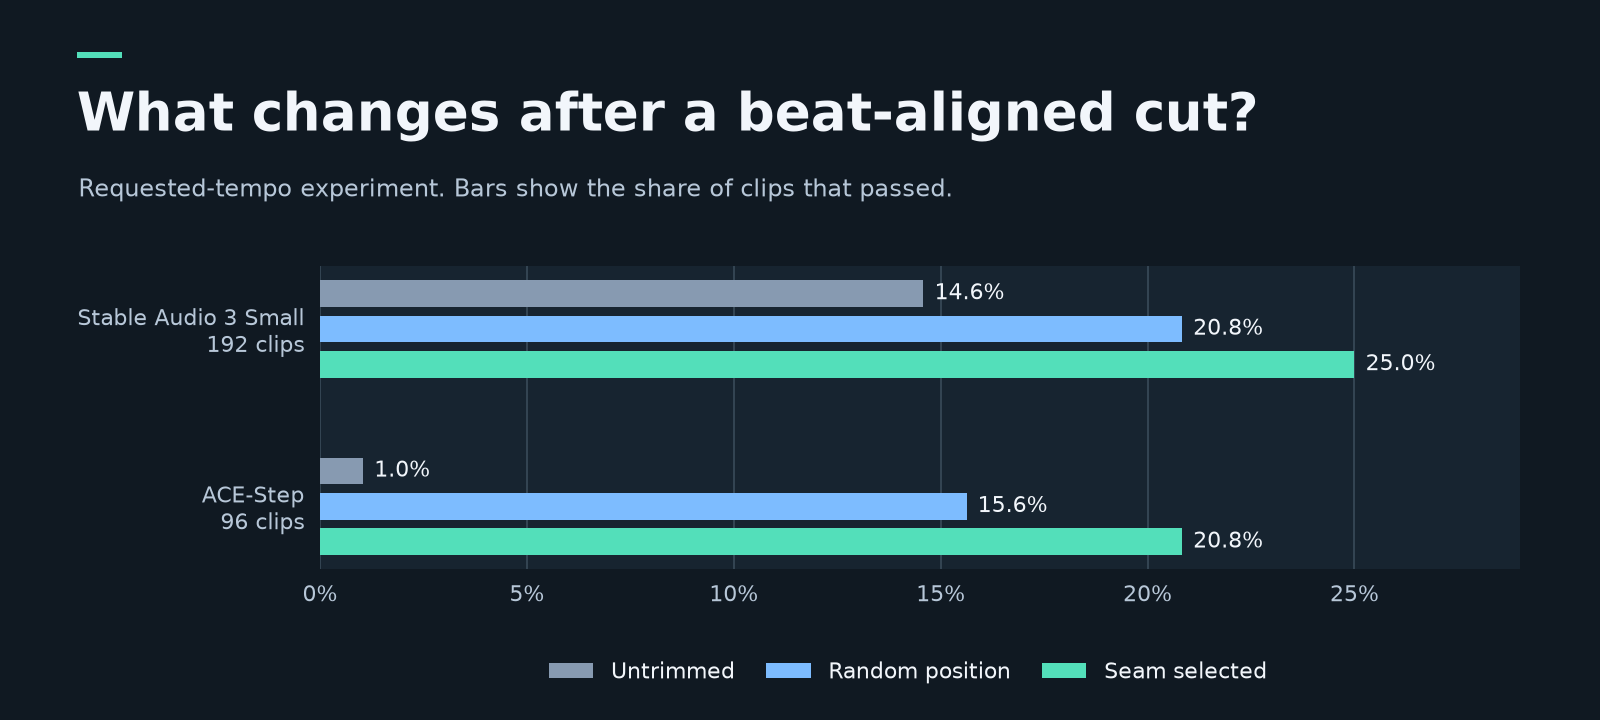 What changes after a beat-aligned cut?
Requested-tempo experiment. Bars show the share of clips that passed.
Stable Audio 3 Small
192 clips
14.6%
20.8%
25.0%
ACE-Step
96 clips
1.0%
15.6%
20.8%
0% 5% 10% 15% 20% 25%
Untrimmed Random position Seam selected